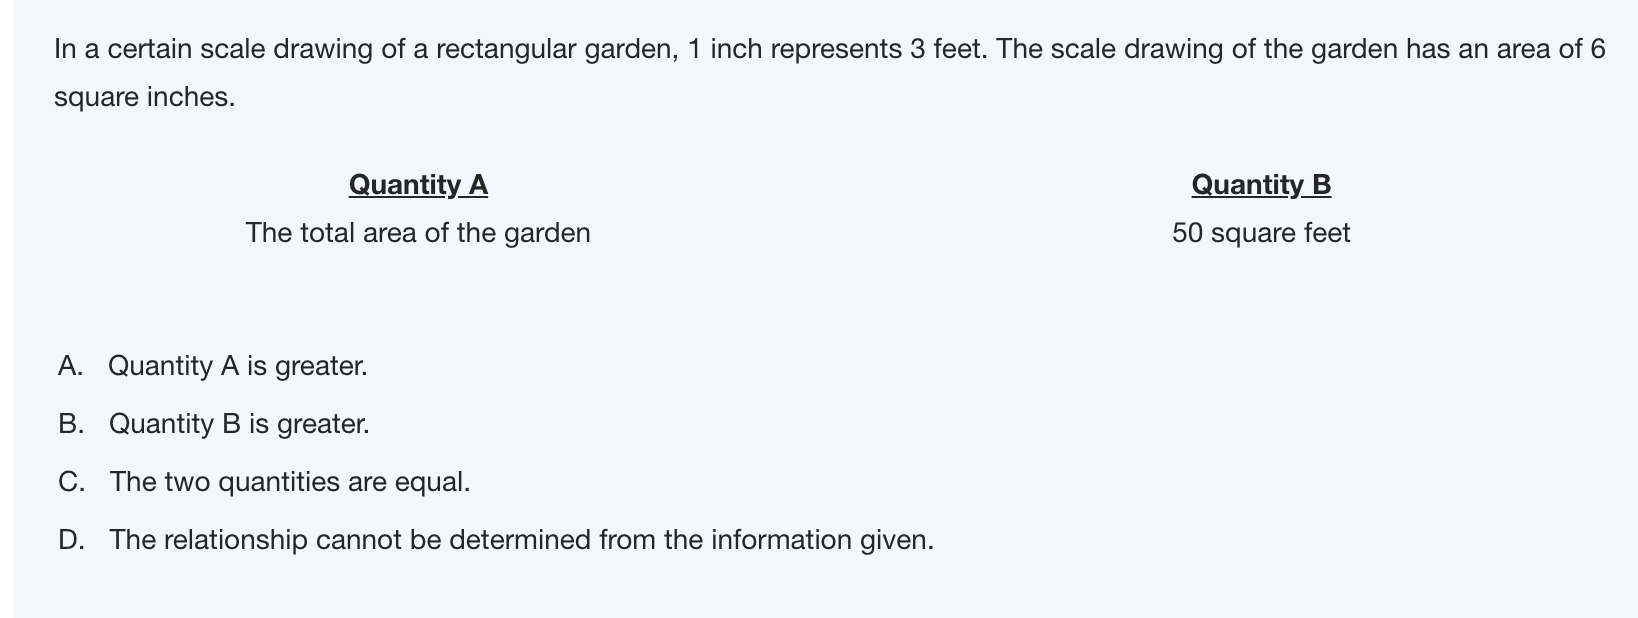 In a certain scale drawing of a rectangular garden, 1 inch represents 3 feet. The scale drawing of the garden has an area of 6
square inches.
Quantity A
The total area of the garden
Quantity B
50 square feet
A. Quantity A is greater.
B. Quantity B is greater.
C. The two quantities are equal.
D. The relationship cannot be determined from the information given.